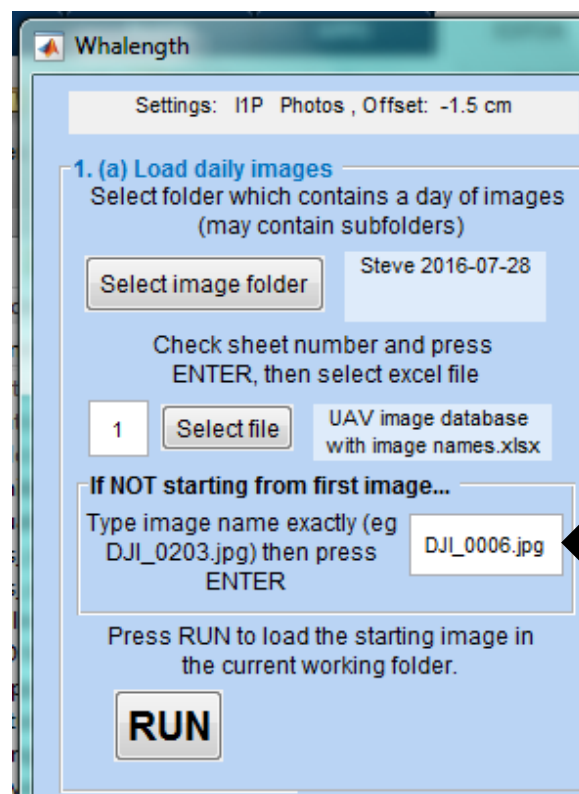 Whalength
Settings: I1P Photos , Offset: -1.5 cm
1. (a) Load daily images
Select folder which contains a day of images
(may contain subfolders)
Select image folder
Steve 2016-07-28
Check sheet number and press
ENTER, then select excel file
1
Select file
UAV image database
with image names.xlsx
If NOT starting from first image...
Type image name exactly (eg
DJI_0203.jpg) then press
ENTER
DJI_0006.jpg
Press RUN to load the starting image in
the current working folder.
RUN